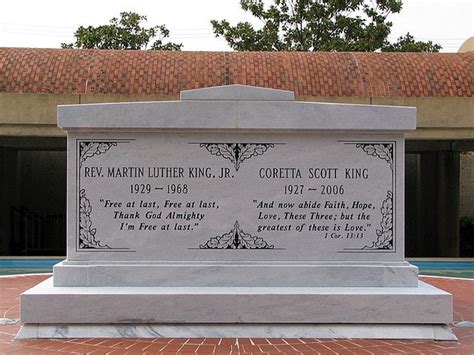 REV. MARTIN LUTHER KING, JR.
1929 — 1968
"Free at last, Free at last,
Thank God Almighty
I'm Free at last."
CORETTA SCOTT KING
1927 — 2006
"And now abide Faith, Hope,
Love, These Three; but the
greatest of these is Love."
1 Cor. 13:13